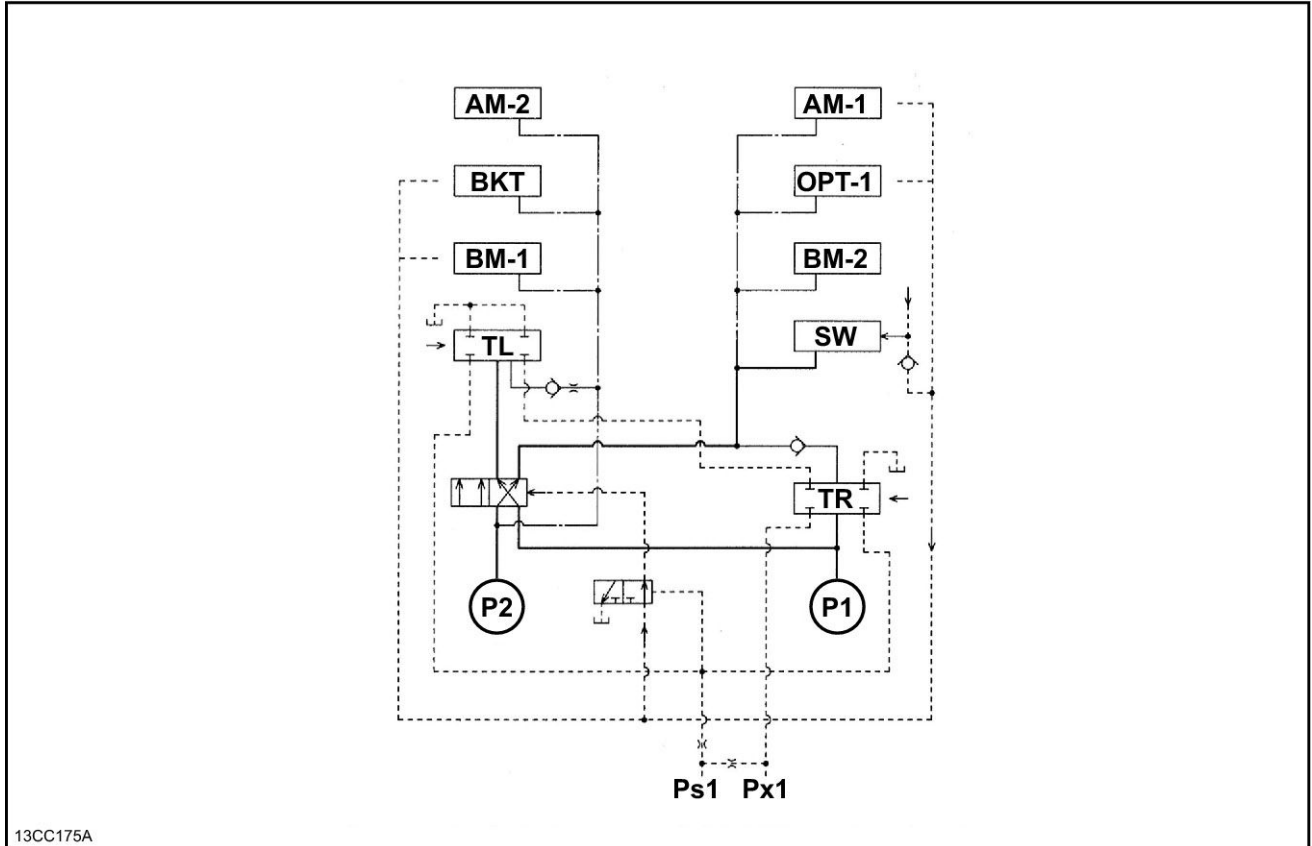 AM-2 AM-1
BKT OPT-1
BM-1 BM-2
TL SW
TR
P2 P1
Ps1 Px1
13CC175A